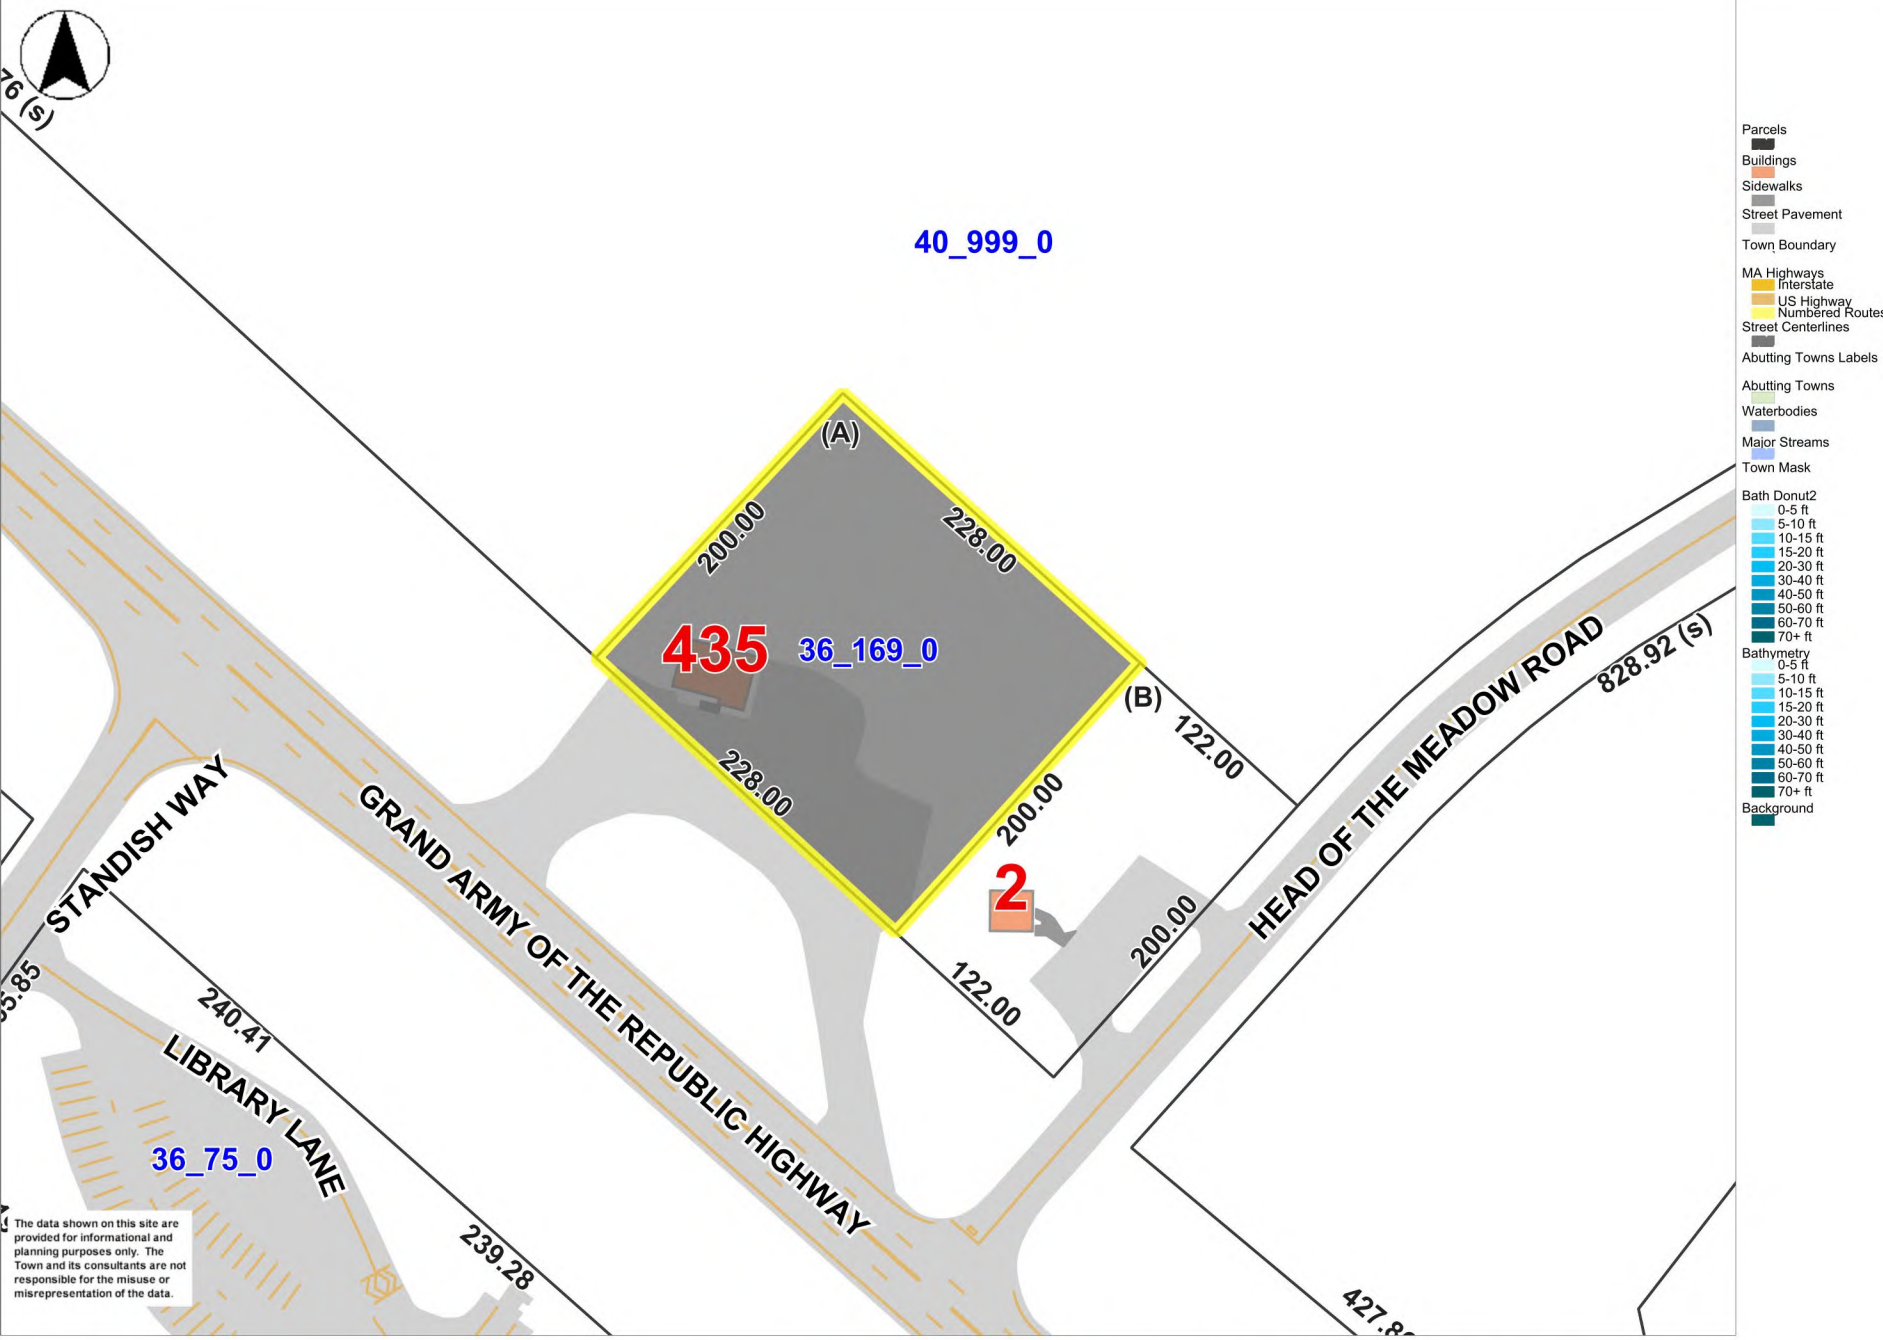 76 (s)
40_999_0
(A)
200.00
228.00
435
36_169_0
(B)
122.00
228.00
200.00
2
122.00
200.00
HEAD OF THE MEADOW ROAD
828.92 (s)
STANDISH WAY
GRAND ARMY OF THE REPUBLIC HIGHWAY
5.85
240.41
LIBRARY LANE
36_75_0
239.28
The data shown on this site are
provided for informational and
planning purposes only. The
Town and its consultants are not
responsible for the misuse or
misrepresentation of the data.
Parcels
Buildings
Sidewalks
Street Pavement
Town Boundary
MA Highways
Interstate
US Highway
Numbered Routes
Street Centerlines
Abutting Towns Labels
Abutting Towns
Waterbodies
Major Streams
Town Mask
Bath Donut2
0-5 ft
5-10 ft
10-15 ft
15-20 ft
20-30 ft
30-40 ft
40-50 ft
50-60 ft
60-70 ft
70+ ft
Bathymetry
0-5 ft
5-10 ft
10-15 ft
15-20 ft
20-30 ft
30-40 ft
40-50 ft
50-60 ft
60-70 ft
70+ ft
Background